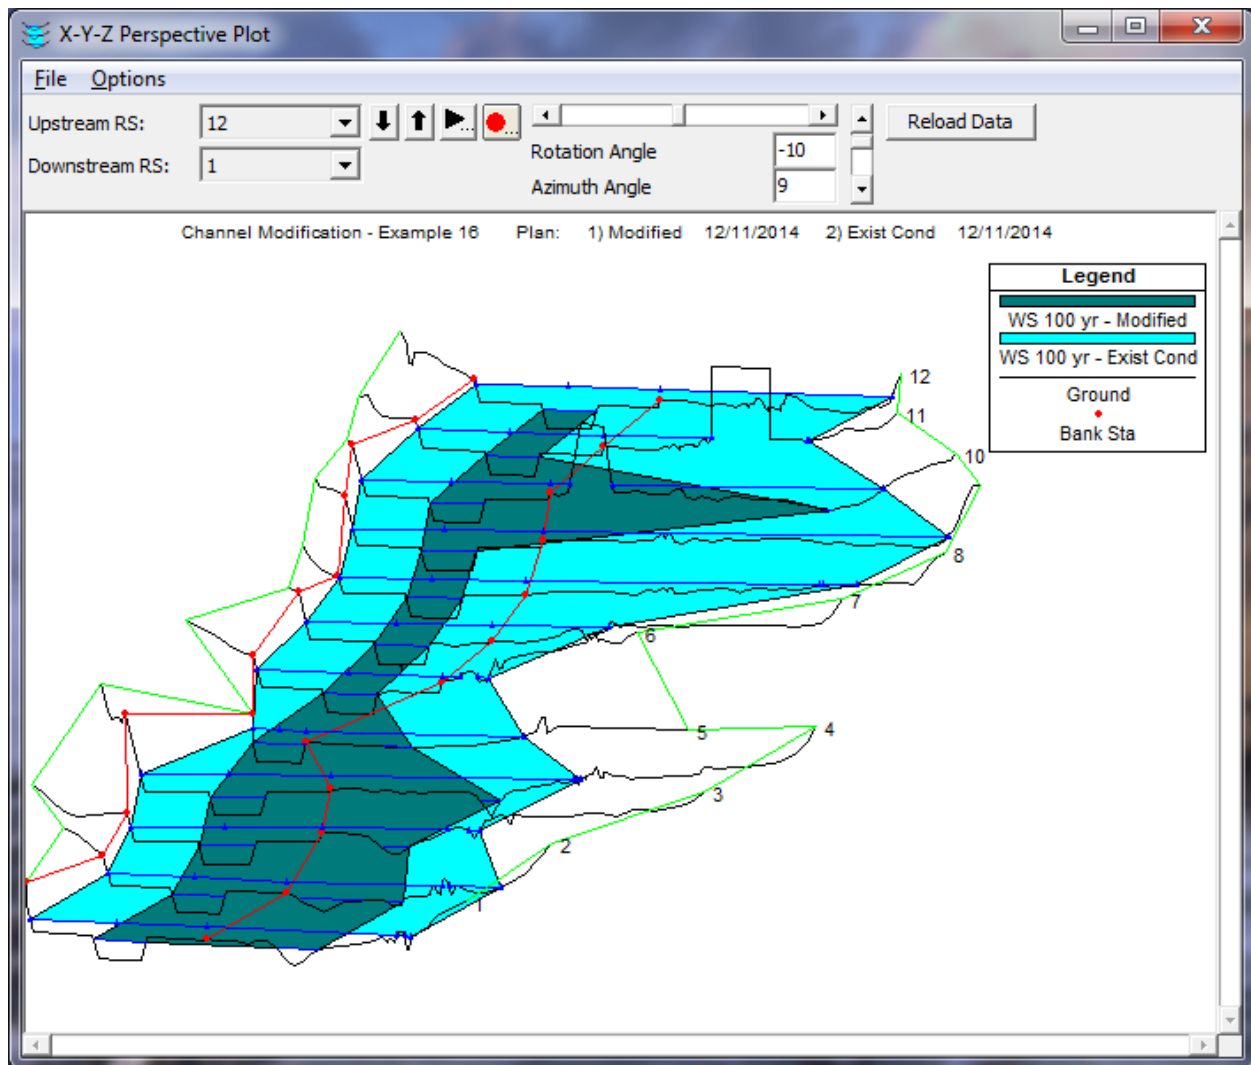 X-Y-Z Perspective Plot
File Options
Upstream RS: 12
Downstream RS: 1
Rotation Angle -10
Azimuth Angle 9
Reload Data
Channel Modification - Example 16 Plan: 1) Modified 12/11/2014 2) Exist Cond 12/11/2014
Legend
WS 100 yr - Modified
WS 100 yr - Exist Cond
Ground
Bank Sta
12
11
10
8
7
6
5
4
3
2
1